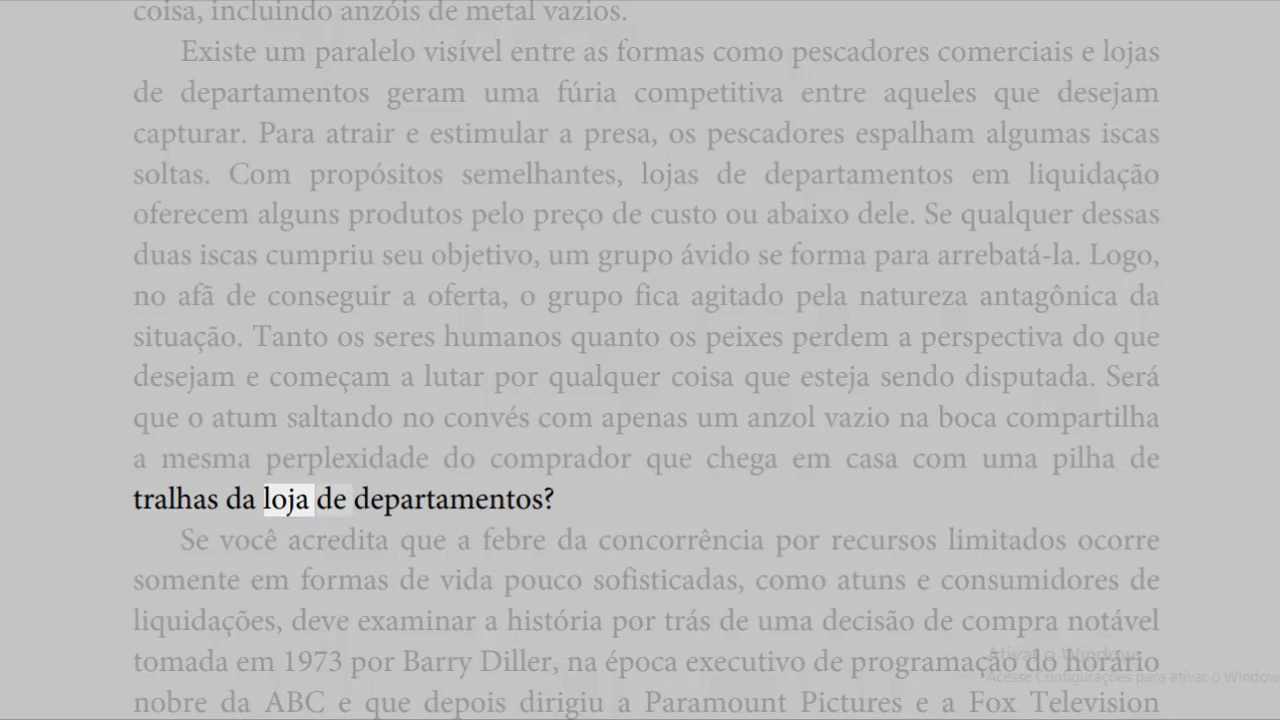 coisa, incluindo anzóis de metal vazios.
Existe um paralelo visível entre as formas como pescadores comerciais e lojas
de departamentos geram uma fúria competitiva entre aqueles que desejam
capturar. Para atrair e estimular a presa, os pescadores espalham algumas iscas
soltas. Com propósitos semelhantes, lojas de departamentos em liquidação
oferecem alguns produtos pelo preço de custo ou abaixo dele. Se qualquer dessas
duas iscas cumpriu seu objetivo, um grupo ávido se forma para arrebatá-la. Logo,
no afã de conseguir a oferta, o grupo fica agitado pela natureza antagônica da
situação. Tanto os seres humanos quanto os peixes perdem a perspectiva do que
desejam e começam a lutar por qualquer coisa que esteja sendo disputada. Será
que o atum saltando no convés com apenas um anzol vazio na boca compartilha
a mesma perplexidade do comprador que chega em casa com uma pilha de
tralhas da loja de departamentos?
Se você acredita que a febre da concorrência por recursos limitados ocorre
somente em formas de vida pouco sofisticadas, como atuns e consumidores de
liquidações, deve examinar a história por trás de uma decisão de compra notável
tomada em 1973 por Barry Diller, na época executivo de programação do horário
nobre da ABC e que depois dirigiu a Paramount Pictures e a Fox Television
Ativar o Windows
Acesse Configurações para ativar o Windows